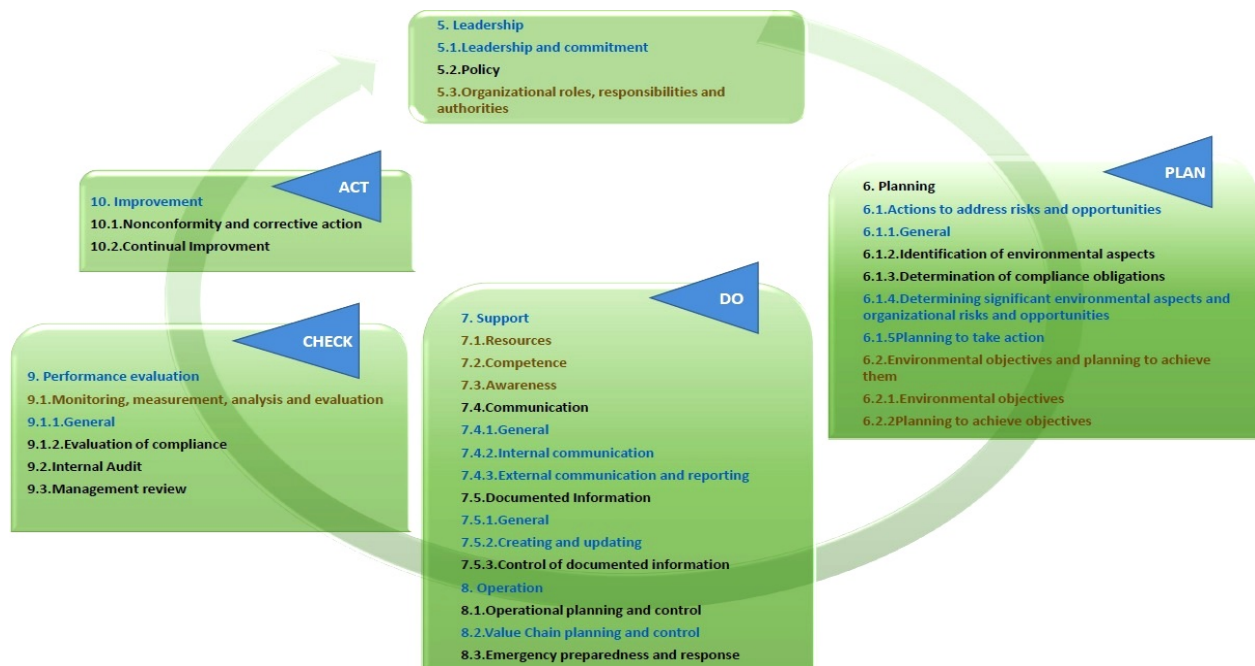 5. Leadership
5.1.Leadership and commitment
5.2.Policy
5.3.Organizational roles, responsibilities and
authorities
PLAN
6. Planning
6.1.Actions to address risks and opportunities
6.1.1.General
6.1.2.Identification of environmental aspects
6.1.3.Determination of compliance obligations
6.1.4.Determining significant environmental aspects and
organizational risks and opportunities
6.1.5Planning to take action
6.2.Environmental objectives and planning to achieve
them
6.2.1.Environmental objectives
6.2.2Planning to achieve objectives
DO
7. Support
7.1.Resources
7.2.Competence
7.3.Awareness
7.4.Communication
7.4.1.General
7.4.2.Internal communication
7.4.3.External communication and reporting
7.5.Documented Information
7.5.1.General
7.5.2.Creating and updating
7.5.3.Control of documented information
8. Operation
8.1.Operational planning and control
8.2.Value Chain planning and control
8.3.Emergency preparedness and response
CHECK
9. Performance evaluation
9.1.Monitoring, measurement, analysis and evaluation
9.1.1.General
9.1.2.Evaluation of compliance
9.2.Internal Audit
9.3.Management review
ACT
10. Improvement
10.1.Nonconformity and corrective action
10.2.Continual Improvment